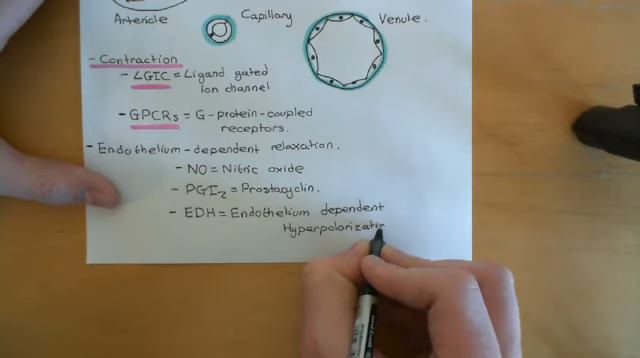 Arteriole
Capillary
Venule.
- Contraction
- LGIC = Ligand gated
ion channel
- GPCRs = G-protein-coupled
receptors.
- Endothelium-dependent relaxation.
- NO = Nitric oxide
- PGI2 = Prostacyclin.
- EDH = Endothelium dependent
Hyperpolarizati